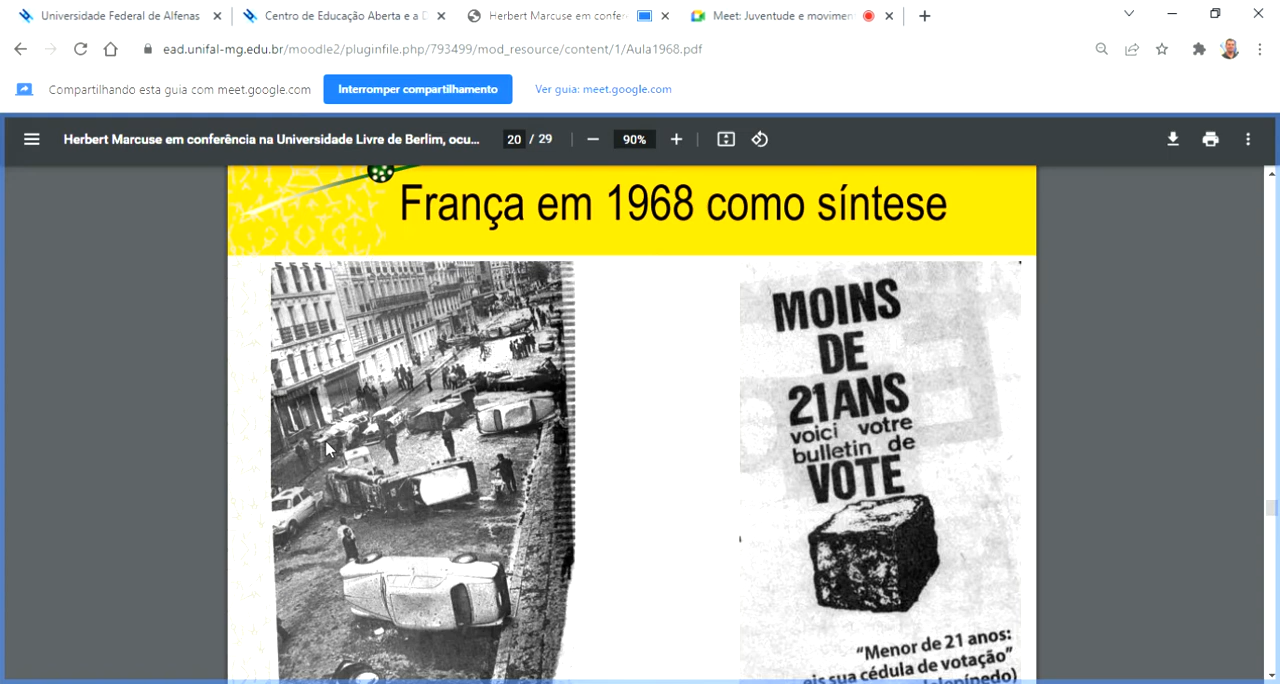 Universidade Federal de Alfenas
Centro de Educação Aberta e a D
Herbert Marcuse em confer
Meet: Juventude e movimen
ead.unifal-mg.edu.br/moodle2/pluginfile.php/793499/mod_resource/content/1/Aula1968.pdf
Compartilhando esta guia com meet.google.com
Interromper compartilhamento
Ver guia: meet.google.com
Herbert Marcuse em conferência na Universidade Livre de Berlim, ocu...
20 / 29
90%
França em 1968 como síntese
MOINS
DE
21 ANS
voici votre
bulletin de
VOTE
“Menor de 21 anos:
eis sua cédula de votação”